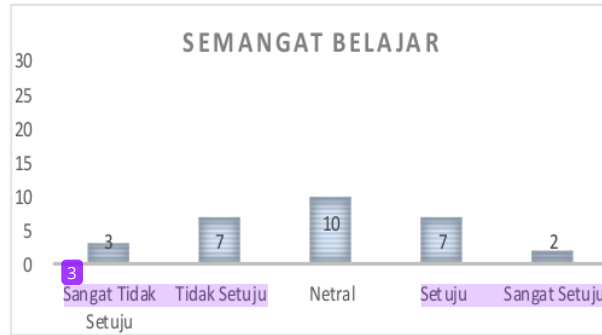 SEMANGAT BELAJAR
30
25
20
15
10
5
0
3
7
10
7
2
3
Sangat Tidak Setuju
Tidak Setuju
Netral
Setuju
Sangat Setuju